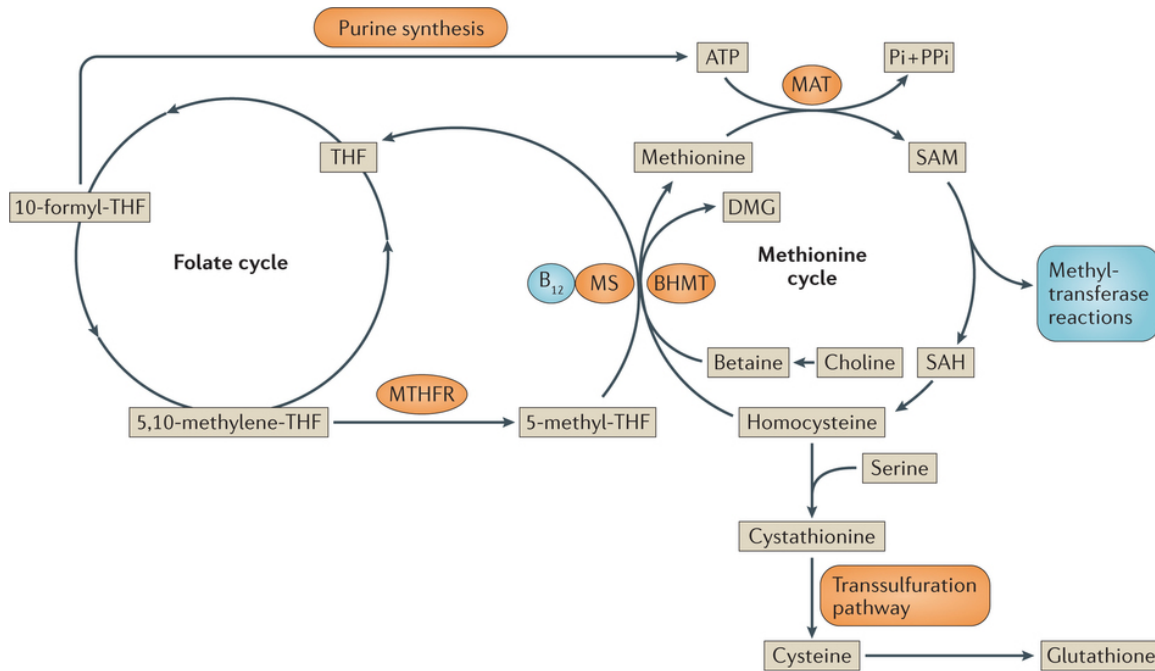 Purine synthesis
ATP
Pi+PPi
MAT
THF
Methionine
SAM
10-formyl-THF
DMG
Folate cycle
Methionine
cycle
B12
MS
BHMT
Methyl-
transferase
reactions
Betaine
Choline
SAH
MTHFR
5,10-methylene-THF
5-methyl-THF
Homocysteine
Serine
Cystathionine
Transsulfuration
pathway
Cysteine
Glutathione